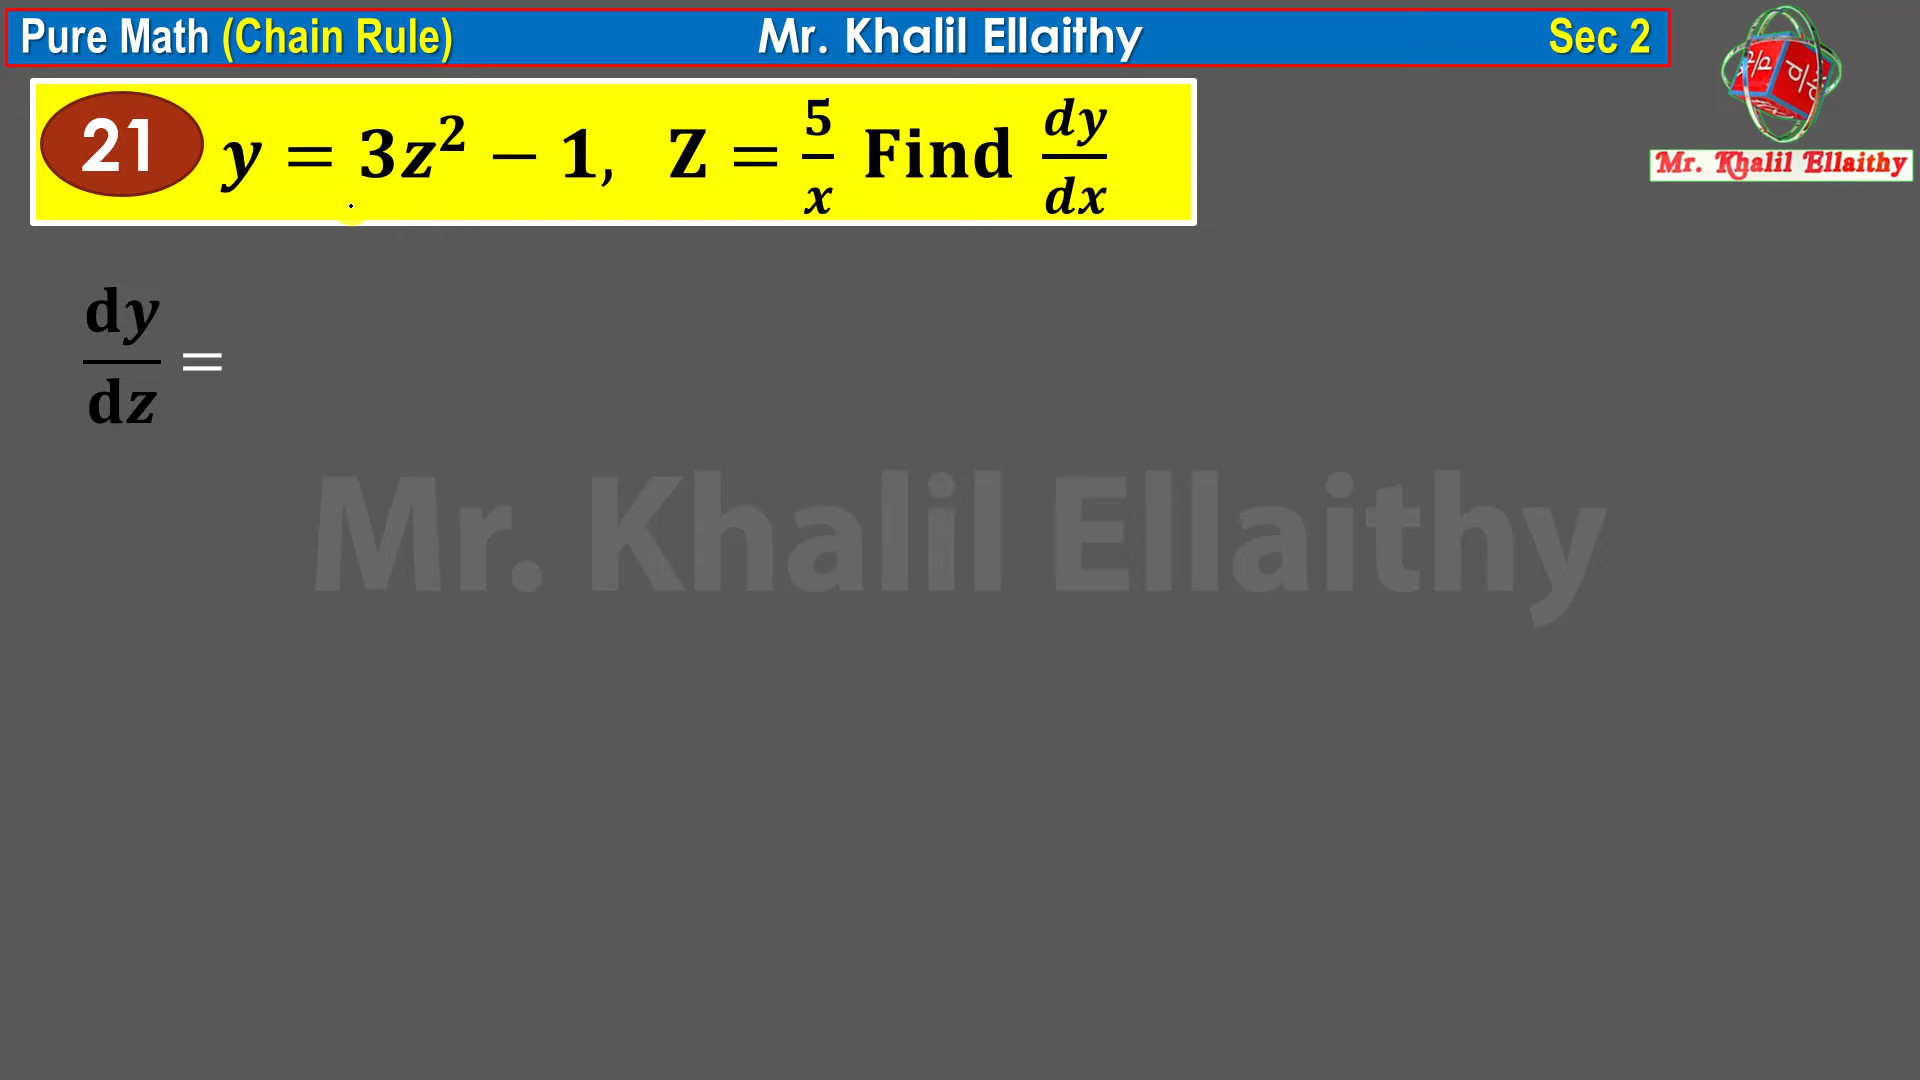 Pure Math (Chain Rule) Mr. Khalil Ellaithy Sec 2
21 y = 3z² − 1, Z = 5/x Find dy/dx
Mr. Khalil Ellaithy
dy/dz =
Mr. Khalil Ellaithy